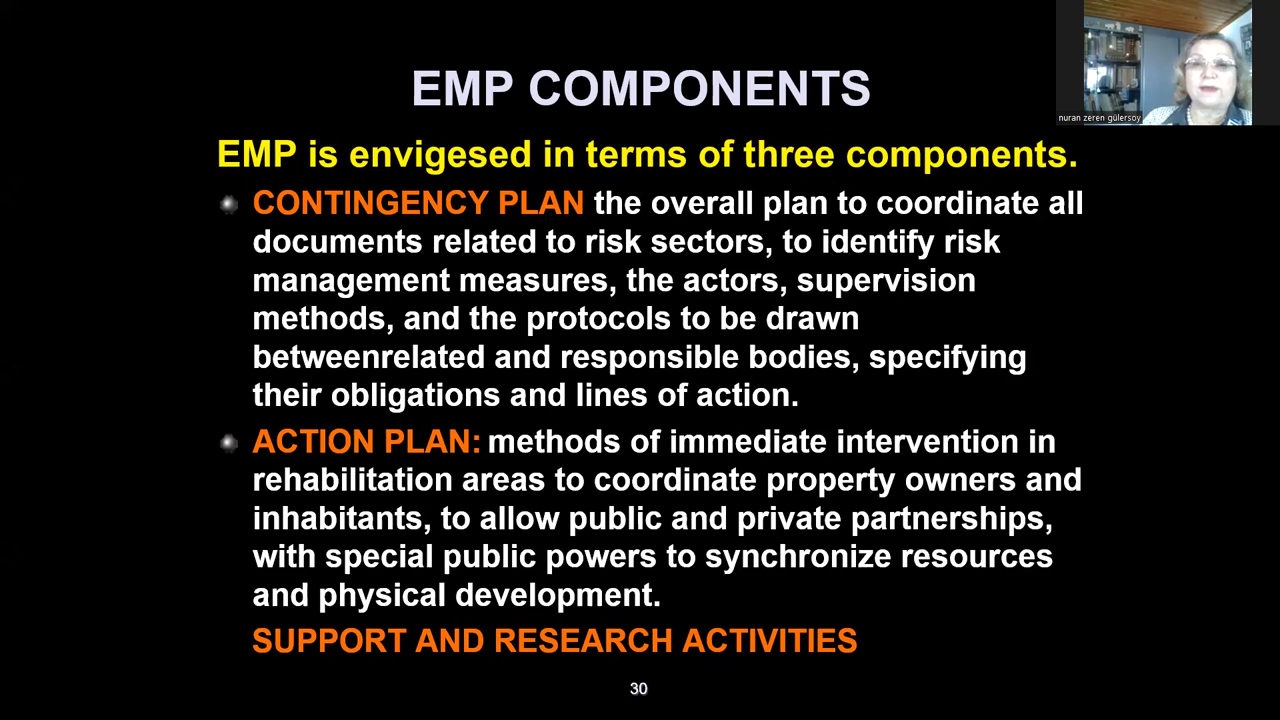 EMP COMPONENTS
nuran zeren gülersoy
EMP is envigesed in terms of three components.
CONTINGENCY PLAN the overall plan to coordinate all
documents related to risk sectors, to identify risk
management measures, the actors, supervision
methods, and the protocols to be drawn
betweenrelated and responsible bodies, specifying
their obligations and lines of action.
ACTION PLAN: methods of immediate intervention in
rehabilitation areas to coordinate property owners and
inhabitants, to allow public and private partnerships,
with special public powers to synchronize resources
and physical development.
SUPPORT AND RESEARCH ACTIVITIES
30